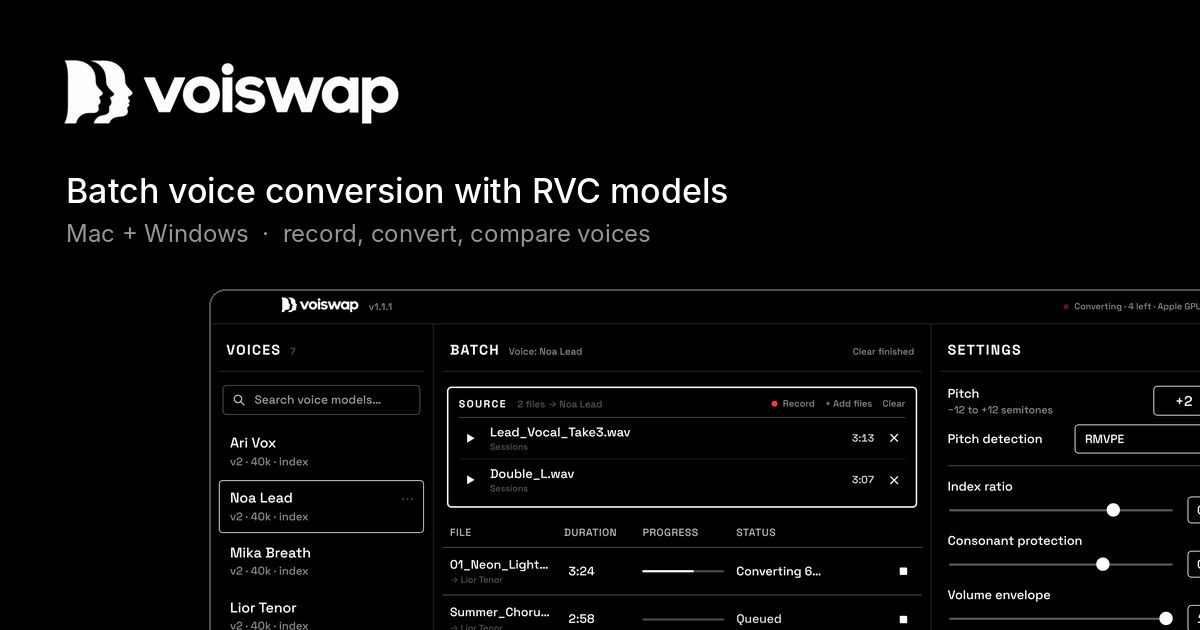 voiswap
Batch voice conversion with RVC models
Mac + Windows · record, convert, compare voices
voiswap v1.1.1
Converting · 4 left · Apple GPU
VOICES 7
Search voice models...
Ari Vox
v2 · 40k · index
Noa Lead ...
v2 · 40k · index
Mika Breath
v2 · 40k · index
Lior Tenor
v2 · 40k · index
BATCH Voice: Noa Lead Clear finished
SOURCE 2 files → Noa Lead Record + Add files Clear
Lead_Vocal_Take3.wav 3:13
Sessions
Double_L.wav 3:07
Sessions
FILE DURATION PROGRESS STATUS
01_Neon_Light... 3:24 Converting 6...
→ Lior Tenor
Summer_Choru... 2:58 Queued
→ Lior Tenor
SETTINGS
Pitch +2
−12 to +12 semitones
Pitch detection RMVPE
Index ratio
Consonant protection
Volume envelope